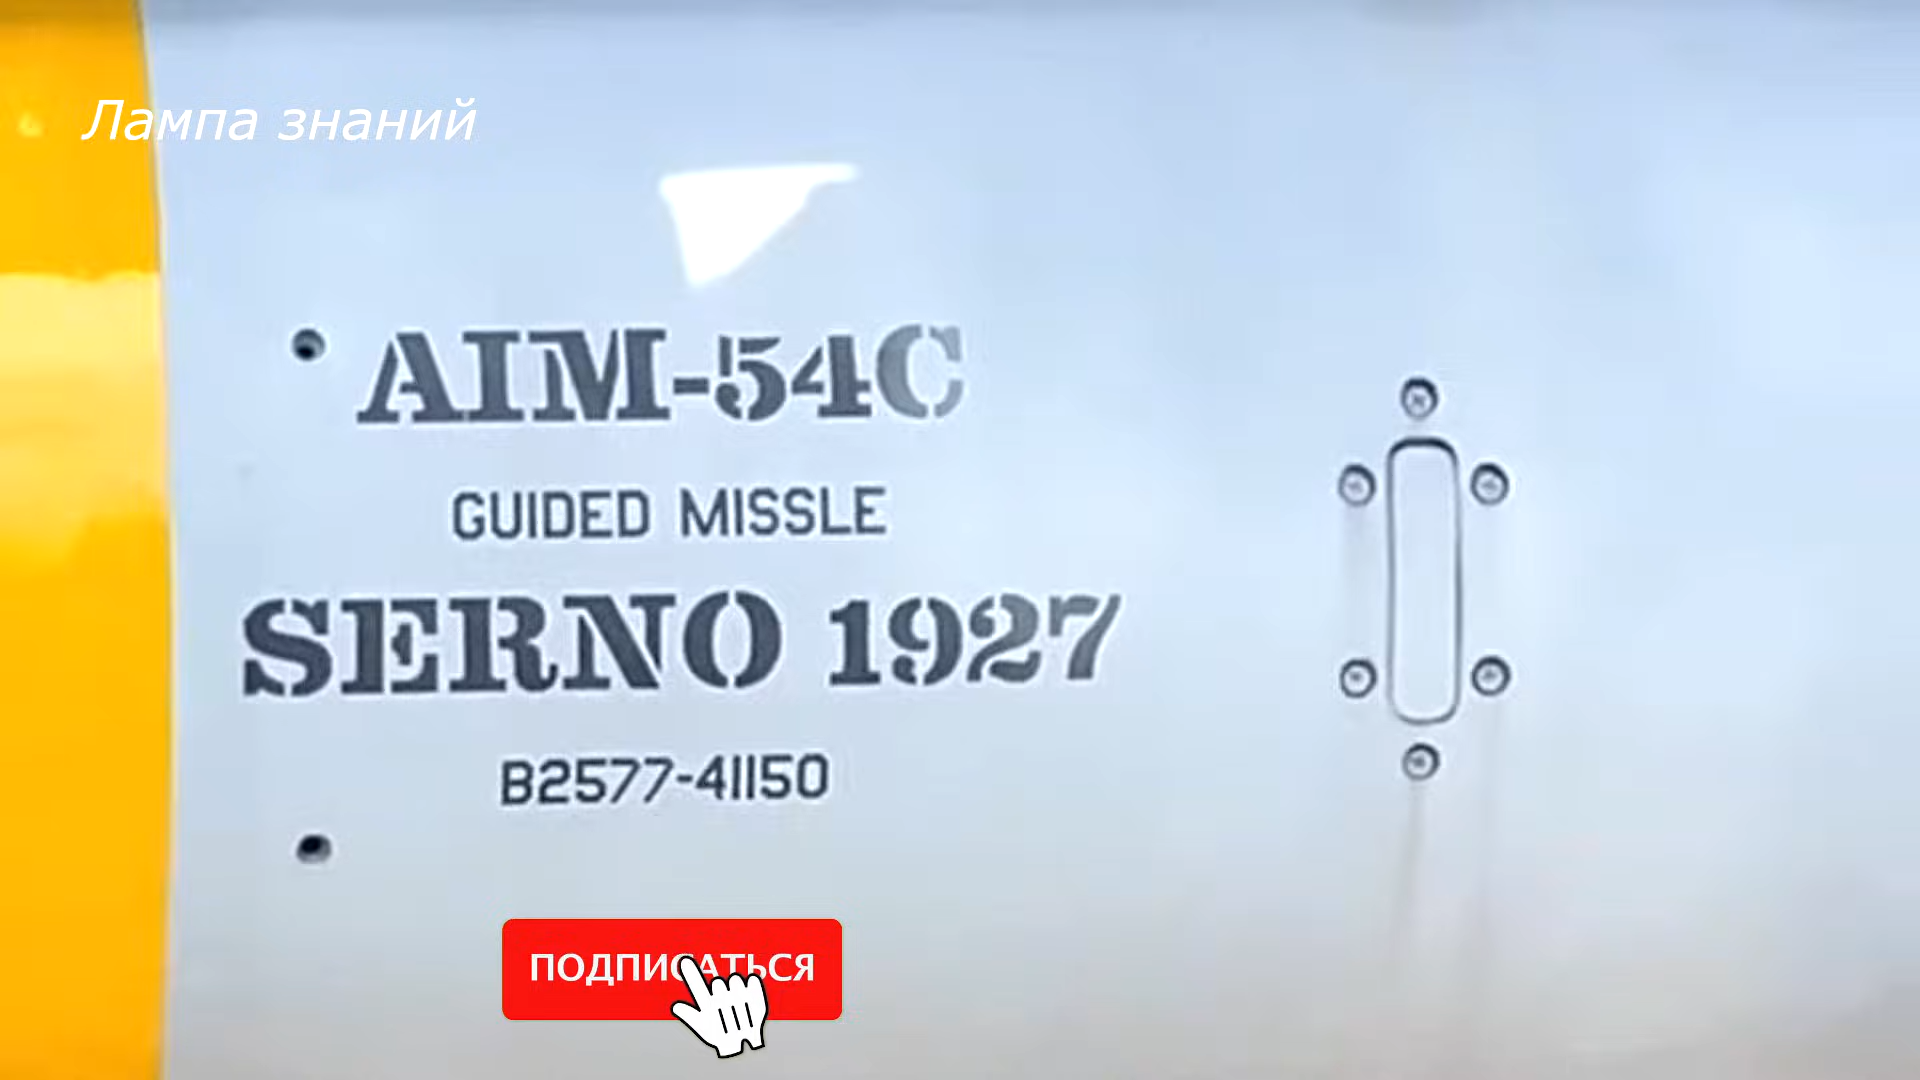 Лампа знаний
AIM-54C
GUIDED MISSLE
SERNO 1927
B2577-41150
ПОДПИСАТЬСЯ